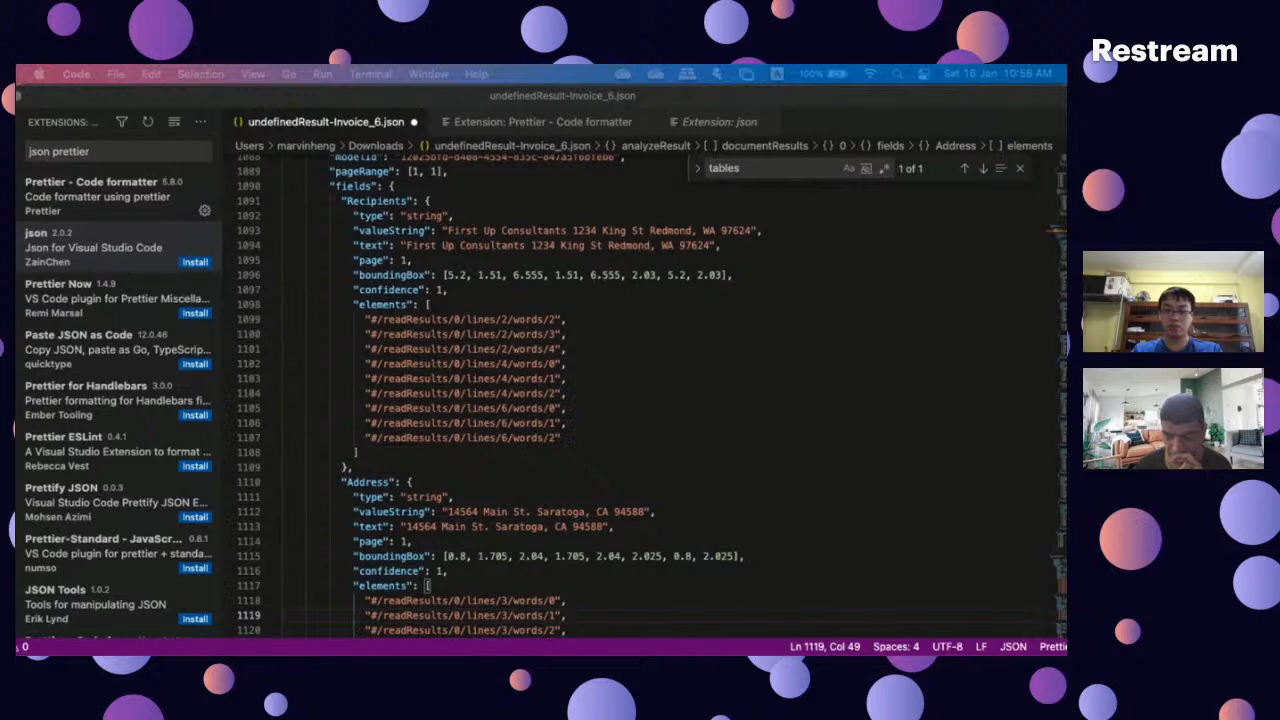 Restream
Code File Edit Selection View Go Run Terminal Window Help
100%
Sat 16 Jan 10:56 AM
undefinedResult-Invoice_6.json
EXTENSIONS: ...
undefinedResult-Invoice_6.json
Extension: Prettier - Code formatter
Extension: json
Users › marvinheng › Downloads › {} undefinedResult-Invoice_6.json › {} analyzeResult › [ ] documentResults › {} 0 › {} fields › {} Address › [ ] elements
json prettier
tables
1 of 1
Prettier - Code formatter 5.8.0
Code formatter using prettier
Prettier
json 2.0.2
Json for Visual Studio Code
ZainChen Install
Prettier Now 1.4.9
VS Code plugin for Prettier Miscella...
Remi Marsal Install
Paste JSON as Code 12.0.46
Copy JSON, paste as Go, TypeScrip...
quicktype Install
Prettier for Handlebars 3.0.0
Prettier formatting for Handlebars fi...
Ember Tooling Install
Prettier ESLint 0.4.1
A Visual Studio Extension to format ...
Rebecca Vest Install
Prettify JSON 0.0.3
Visual Studio Code Prettify JSON E...
Mohsen Azimi Install
Prettier-Standard - JavaScr... 0.8.1
VS Code plugin for prettier + standa...
numso Install
JSON Tools 1.0.2
Tools for manipulating JSON
Erik Lynd Install
1089 "pageRange": [1, 1],
1090 "fields": {
1091 "Recipients": {
1092 "type": "string",
1093 "valueString": "First Up Consultants 1234 King St Redmond, WA 97624",
1094 "text": "First Up Consultants 1234 King St Redmond, WA 97624",
1095 "page": 1,
1096 "boundingBox": [5.2, 1.51, 6.555, 1.51, 6.555, 2.03, 5.2, 2.03],
1097 "confidence": 1,
1098 "elements": [
1099 "#/readResults/0/lines/2/words/2",
1100 "#/readResults/0/lines/2/words/3",
1101 "#/readResults/0/lines/2/words/4",
1102 "#/readResults/0/lines/4/words/0",
1103 "#/readResults/0/lines/4/words/1",
1104 "#/readResults/0/lines/4/words/2",
1105 "#/readResults/0/lines/6/words/0",
1106 "#/readResults/0/lines/6/words/1",
1107 "#/readResults/0/lines/6/words/2"
1108 ]
1109 },
1110 "Address": {
1111 "type": "string",
1112 "valueString": "14564 Main St. Saratoga, CA 94588",
1113 "text": "14564 Main St. Saratoga, CA 94588",
1114 "page": 1,
1115 "boundingBox": [0.8, 1.705, 2.04, 1.705, 2.04, 2.025, 0.8, 2.025],
1116 "confidence": 1,
1117 "elements": [
1118 "#/readResults/0/lines/3/words/0",
1119 "#/readResults/0/lines/3/words/1",
1120 "#/readResults/0/lines/3/words/2",
0
Ln 1119, Col 49 Spaces: 4 UTF-8 LF JSON